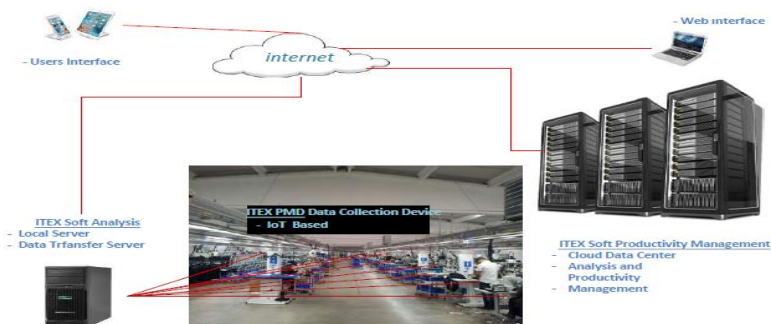 - Web interface
- Users Interface
internet
ITEX PMD Data Collection Device
- IoT Based
ITEX Soft Analysis
- Local Server
- Data Trfansfer Server
ITEX Soft Productivity Management
- Cloud Data Center
- Analysis and
Productivity
- Management